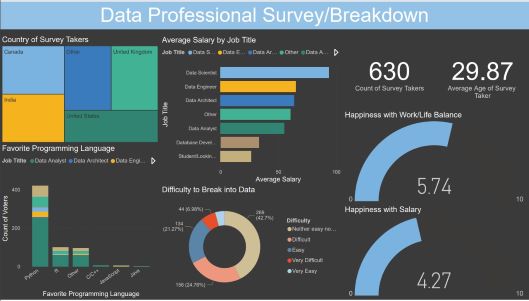 Data Professional Survey/Breakdown
Country of Survey Takers
Canada
Other
United Kingdom
India
United States
Average Salary by Job Title
Job Title
Data S...
Data E...
Data Ar...
Other
Data A...
Job Title
Data Scientist
Data Engineer
Data Architect
Other
Data Analyst
Database Deve...
Student/Lookin...
0
100
Average Salary
630
Count of Survey Takers
29.87
Average Age of Survey
Taker
Favorite Programming Language
Job Title
Data Analyst
Data Architect
Data Engi...
Count of Voters
400
200
0
Python
R
Other
C/C++
JavaScript
Java
Favorite Programming Language
Difficulty to Break into Data
44 (6.98%)
134
(21.27%)
269
(42.7%)
156 (24.76%)
Difficulty
Neither easy no...
Difficult
Easy
Very Difficult
Very Easy
Happiness with Work/Life Balance
5.74
0
10
Happiness with Salary
4.27
0
10